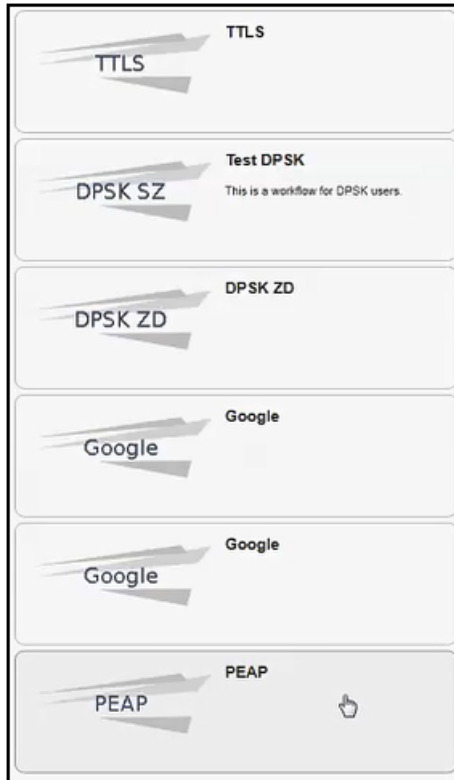 TTLS
TTLS
Test DPSK
DPSK SZ
This is a workflow for DPSK users.
DPSK ZD
DPSK ZD
Google
Google
Google
Google
PEAP
PEAP